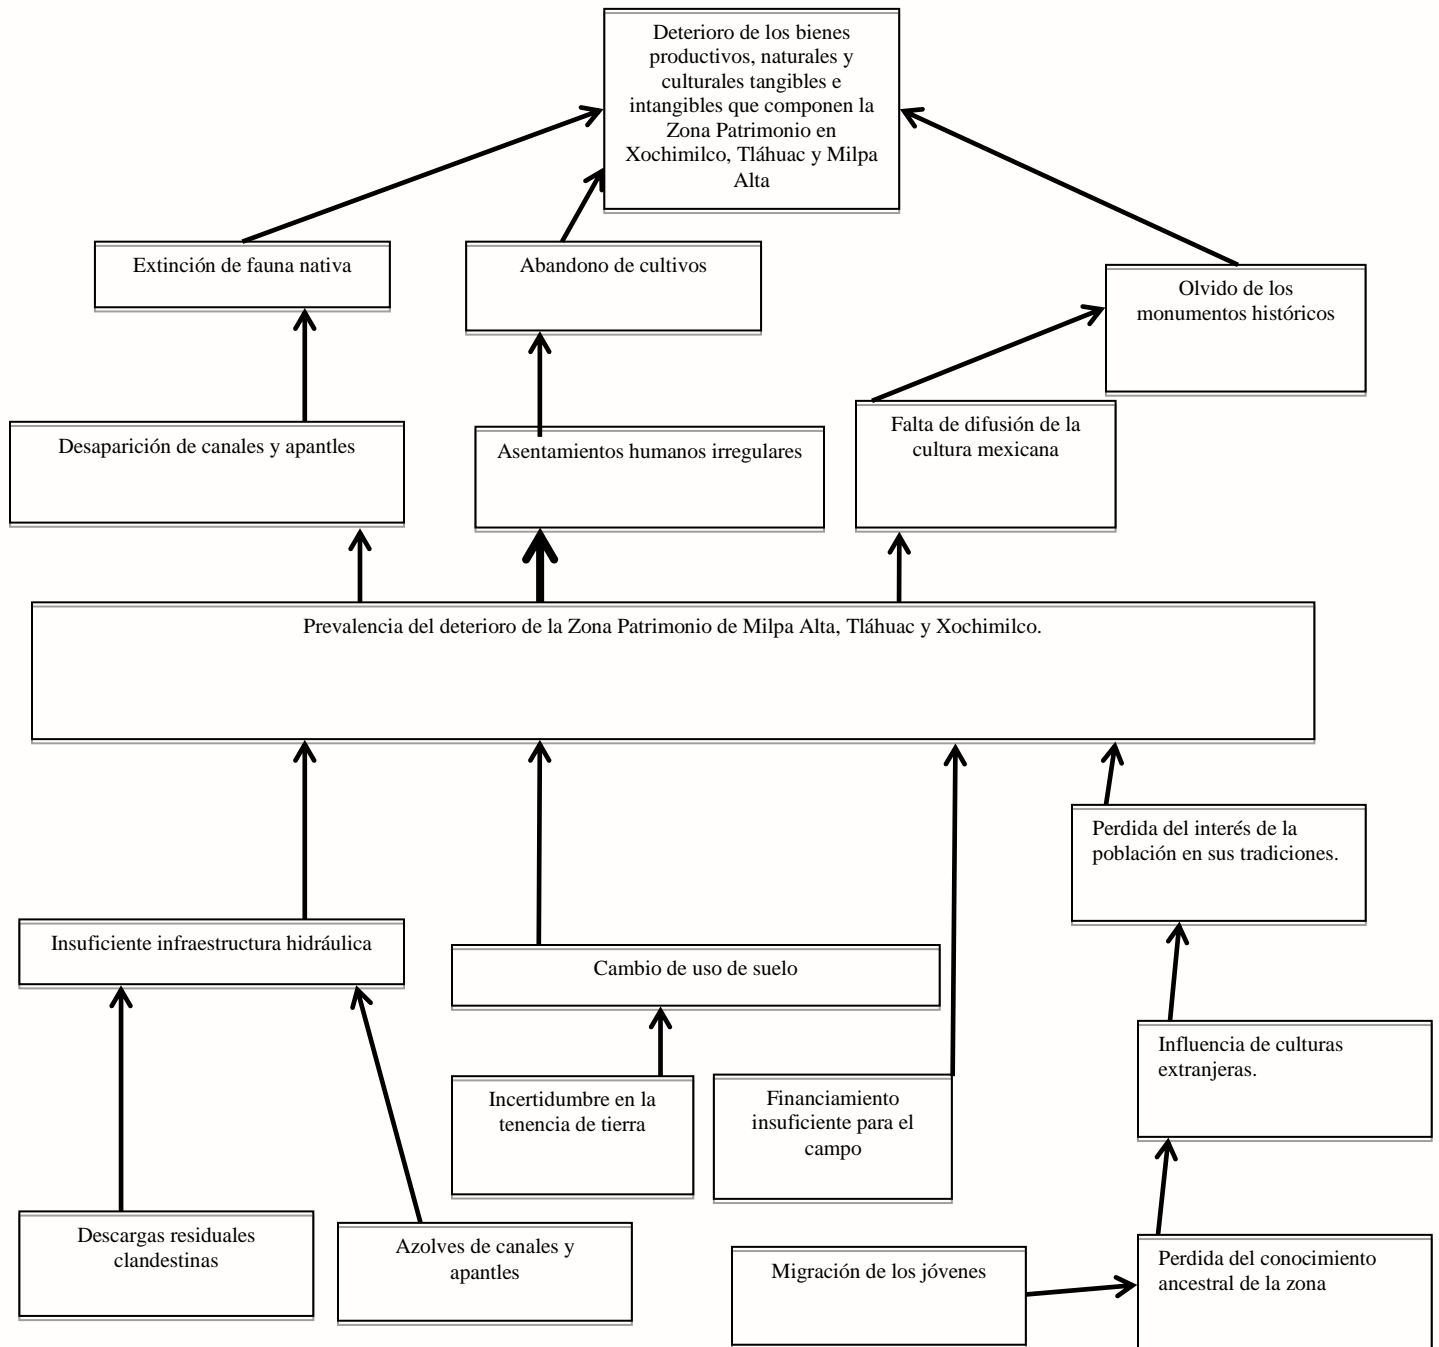 Deterioro de los bienes
productivos, naturales y
culturales tangibles e
intangibles que componen la
Zona Patrimonio en
Xochimilco, Tláhuac y Milpa
Alta
Extinción de fauna nativa
Abandono de cultivos
Olvido de los
monumentos históricos
Desaparición de canales y apantles
Asentamientos humanos irregulares
Falta de difusión de la
cultura mexicana
Prevalencia del deterioro de la Zona Patrimonio de Milpa Alta, Tláhuac y Xochimilco.
Perdida del interés de la
población en sus tradiciones.
Insuficiente infraestructura hidráulica
Cambio de uso de suelo
Influencia de culturas
extranjeras.
Incertidumbre en la
tenencia de tierra
Financiamiento
insuficiente para el
campo
Descargas residuales
clandestinas
Azolves de canales y
apantles
Migración de los jóvenes
Perdida del conocimiento
ancestral de la zona